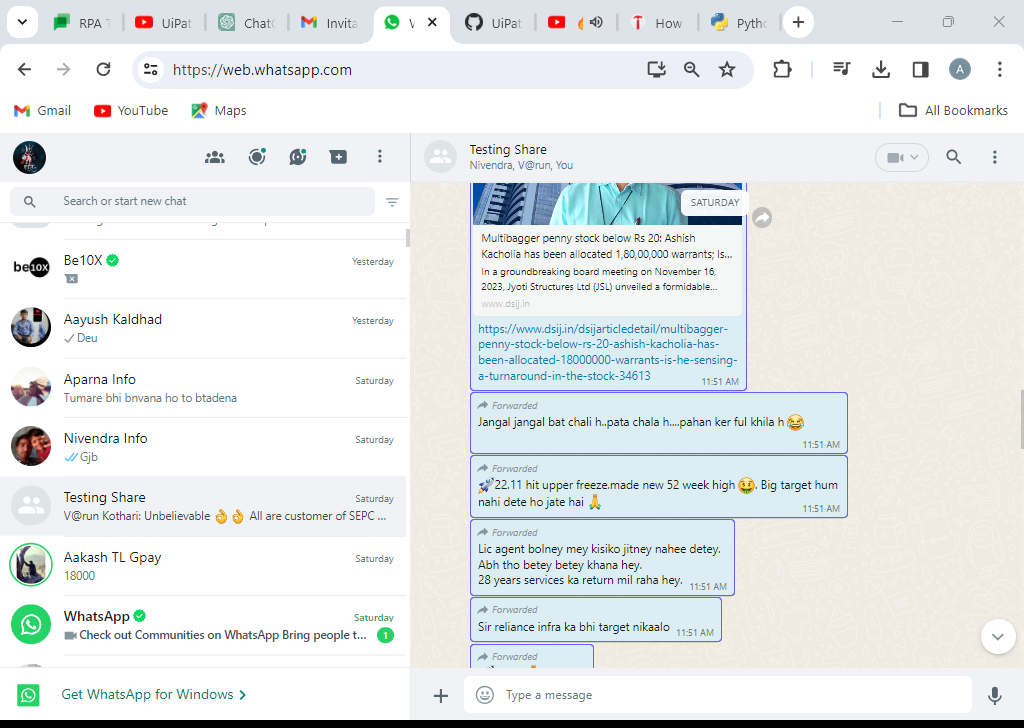 RPA T
UiPat
Chat
Invita
UiPat
How
Pytho
https://web.whatsapp.com
A
Gmail
YouTube
Maps
All Bookmarks
Testing Share
Nivendra, V@run, You
Search or start new chat
be10x
Be10X
Yesterday
Aayush Kaldhad
Yesterday
Deu
Aparna Info
Saturday
Tumare bhi bnvana ho to btadena
Nivendra Info
Saturday
Gjb
Testing Share
Saturday
V@run Kothari: Unbelievable 👌👌 All are customer of SEPC ...
Aakash TL Gpay
Saturday
18000
WhatsApp
Saturday
Check out Communities on WhatsApp Bring people t...
1
Get WhatsApp for Windows
SATURDAY
Multibagger penny stock below Rs 20: Ashish
Kacholia has been allocated 1,80,00,000 warrants; Is...
In a groundbreaking board meeting on November 16,
2023, Jyoti Structures Ltd (JSL) unveiled a formidable...
www.dsij.in
https://www.dsij.in/dsijarticledetail/multibagger-
penny-stock-below-rs-20-ashish-kacholia-has-
been-allocated-18000000-warrants-is-he-sensing-
a-turnaround-in-the-stock-34613
11:51 AM
Forwarded
Jangal jangal bat chali h..pata chala h....pahan ker ful khila h 😂
11:51 AM
Forwarded
🚀22.11 hit upper freeze.made new 52 week high 🤑. Big target hum
nahi dete ho jate hai 🙏
11:51 AM
Forwarded
Lic agent bolney mey kisiko jitney nahee detey.
Abh tho betey betey khana hey.
28 years services ka return mil raha hey.
11:51 AM
Forwarded
Sir reliance infra ka bhi target nikaalo
11:51 AM
Forwarded
Type a message